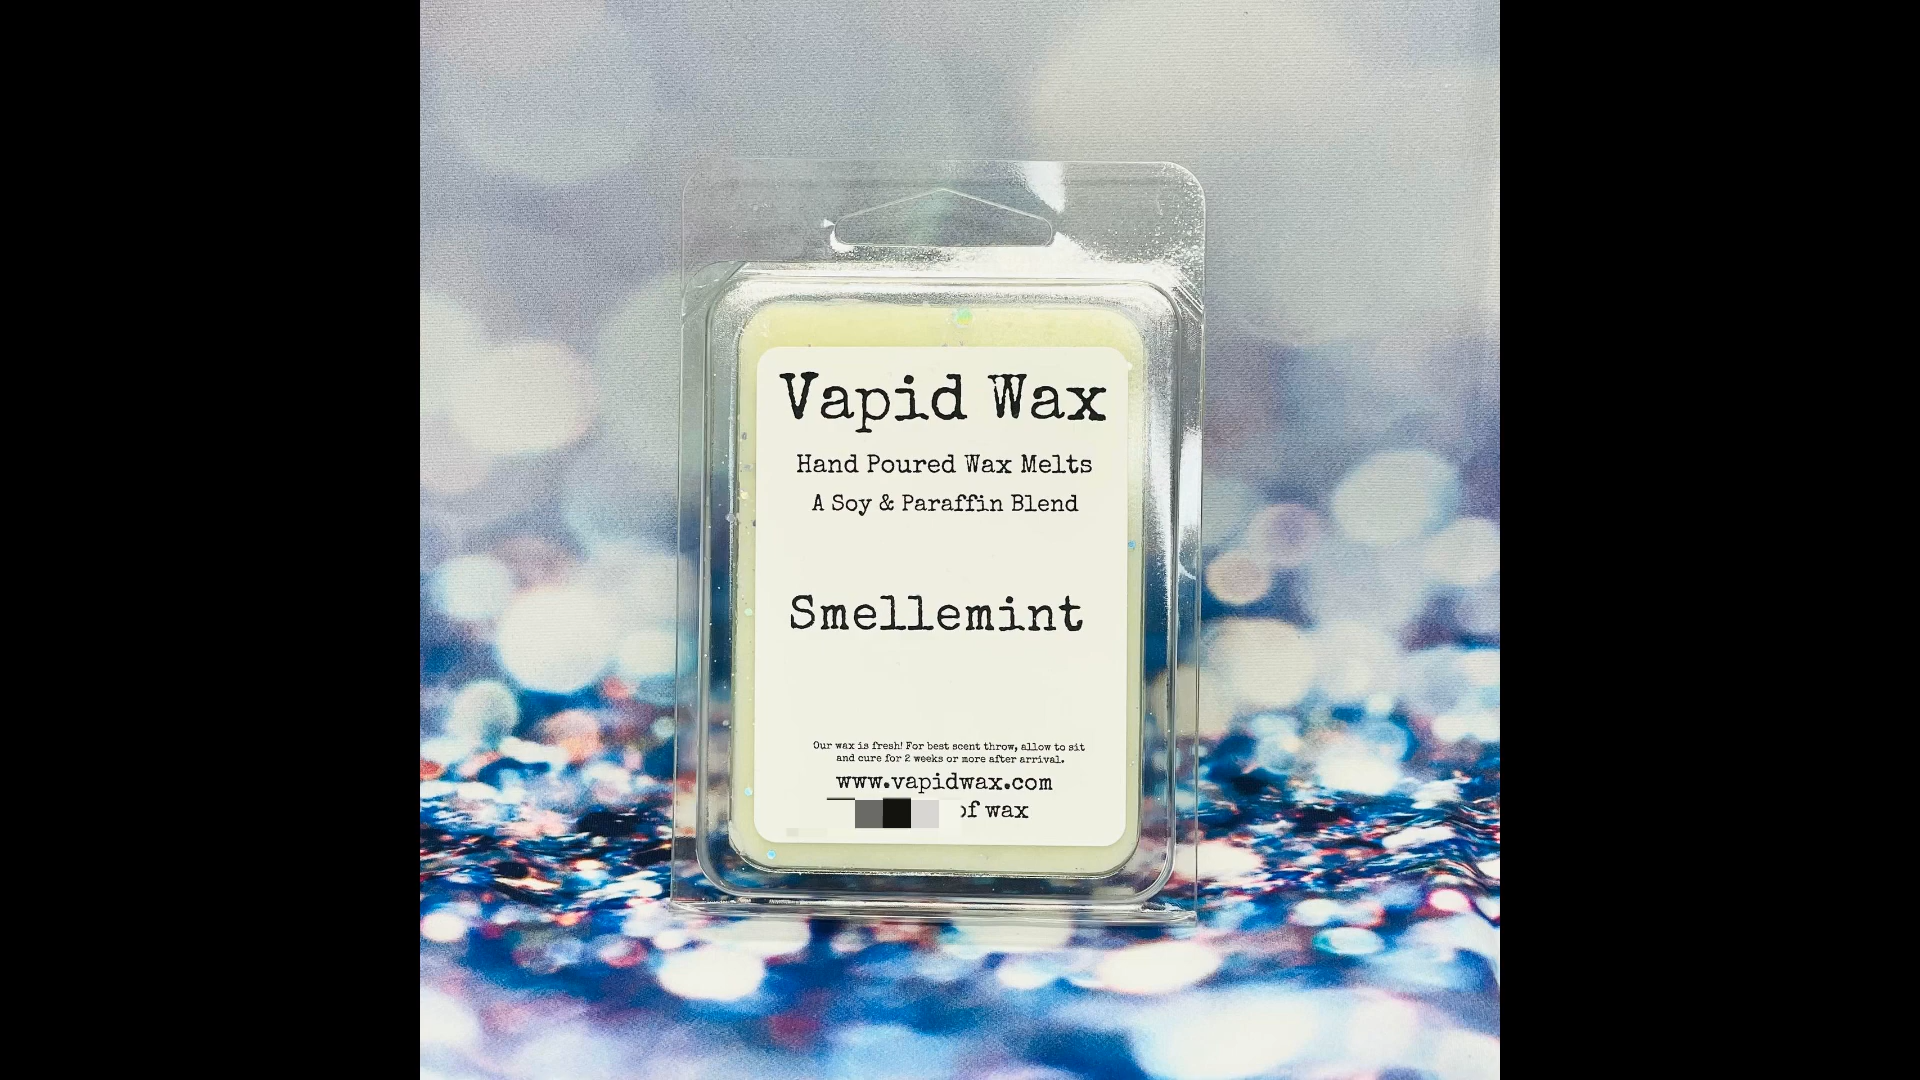 Vapid Wax
Hand Poured Wax Melts
A Soy & Paraffin Blend
Smellemint
Our wax is fresh! For best scent throw, allow to sit
and cure for 2 weeks or more after arrival.
www.vapidwax.com
of wax